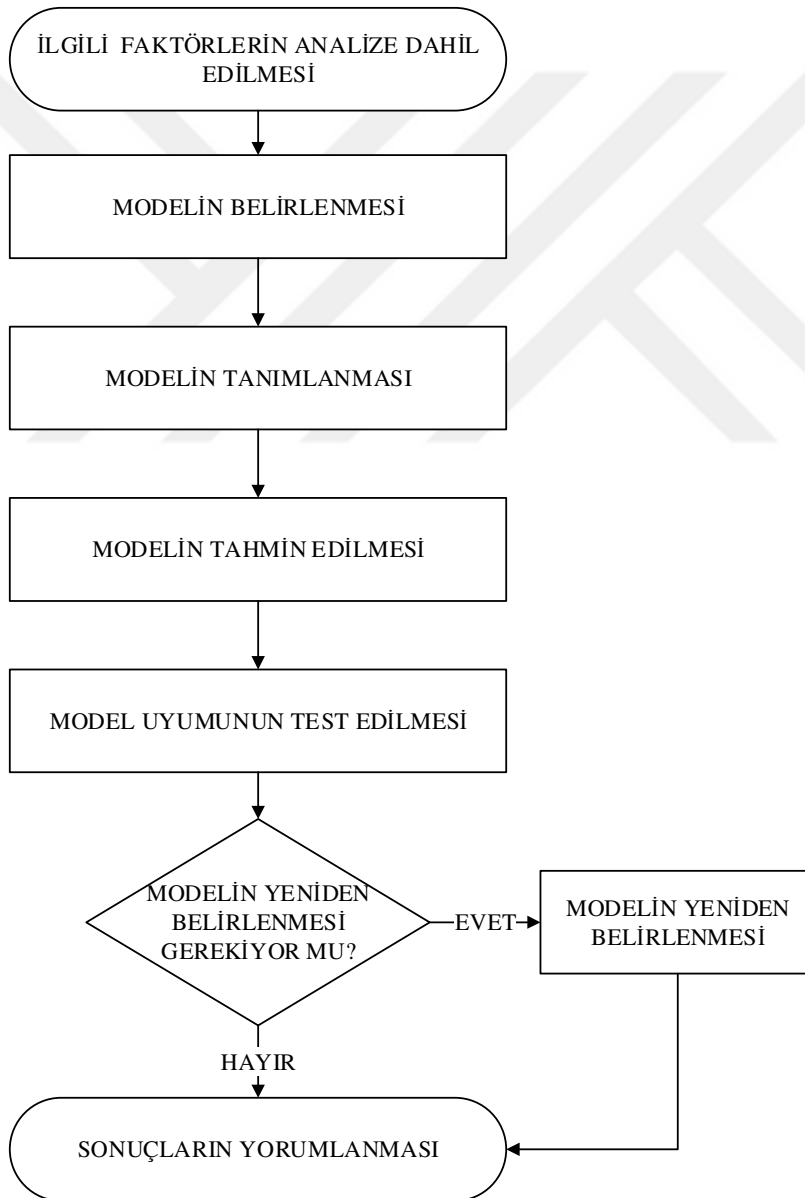 İLGİLİ FAKTÖRLERİN ANALİZE DAHİL
EDİLMESİ
MODELİN BELİRLENMESİ
MODELİN TANIMLANMASI
MODELİN TAHMİN EDİLMESİ
MODEL UYUMUNUN TEST EDİLMESİ
MODELİN YENİDEN
BELİRLENMESİ
GEREKİYOR MU?
EVET
MODELİN YENİDEN
BELİRLENMESİ
HAYIR
SONUÇLARIN YORUMLANMASI